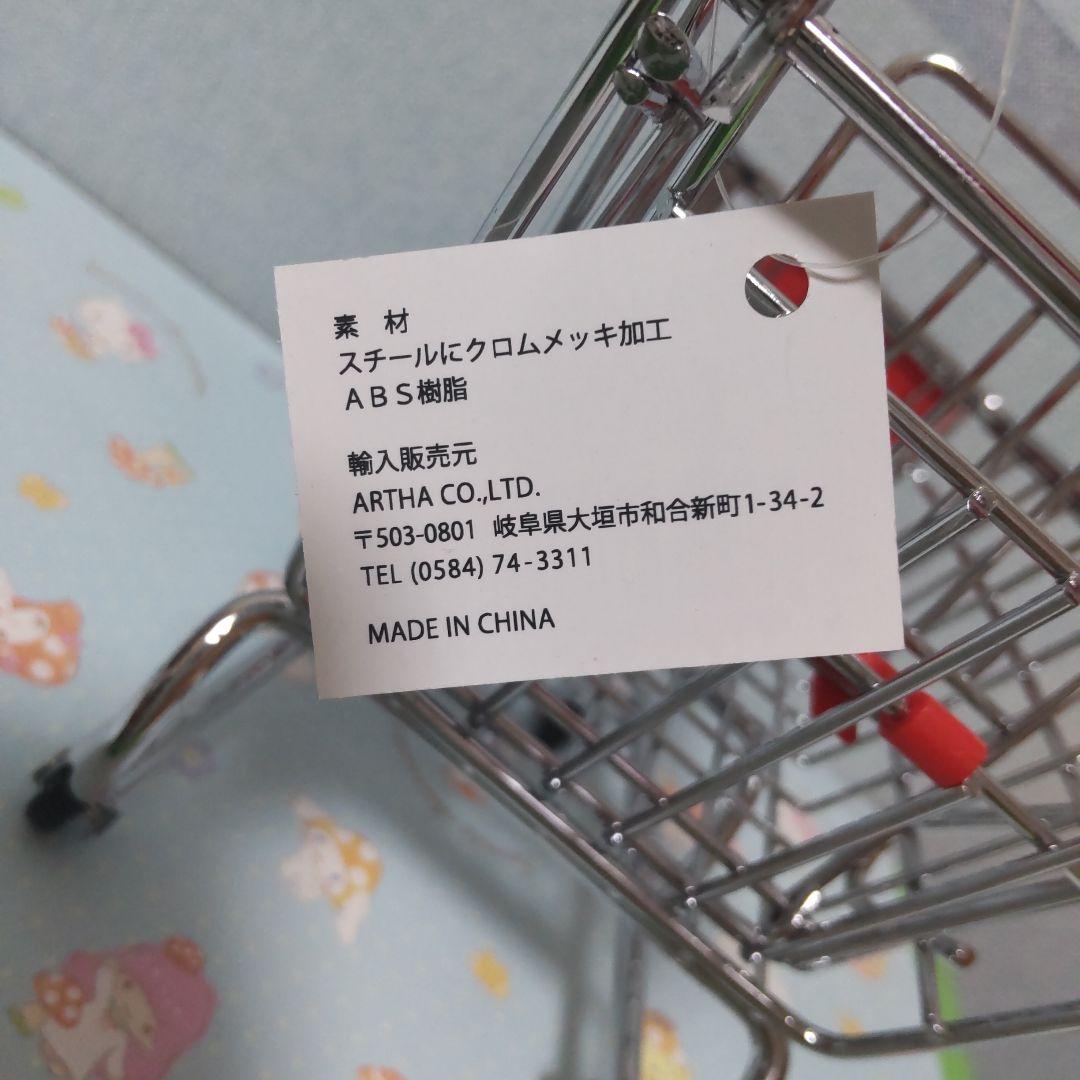 素　材
スチールにクロムメッキ加工
ＡＢＳ樹脂
輸入販売元
ARTHA CO.,LTD.
〒503-0801 岐阜県大垣市和合新町1-34-2
TEL (0584) 74-3311
MADE IN CHINA